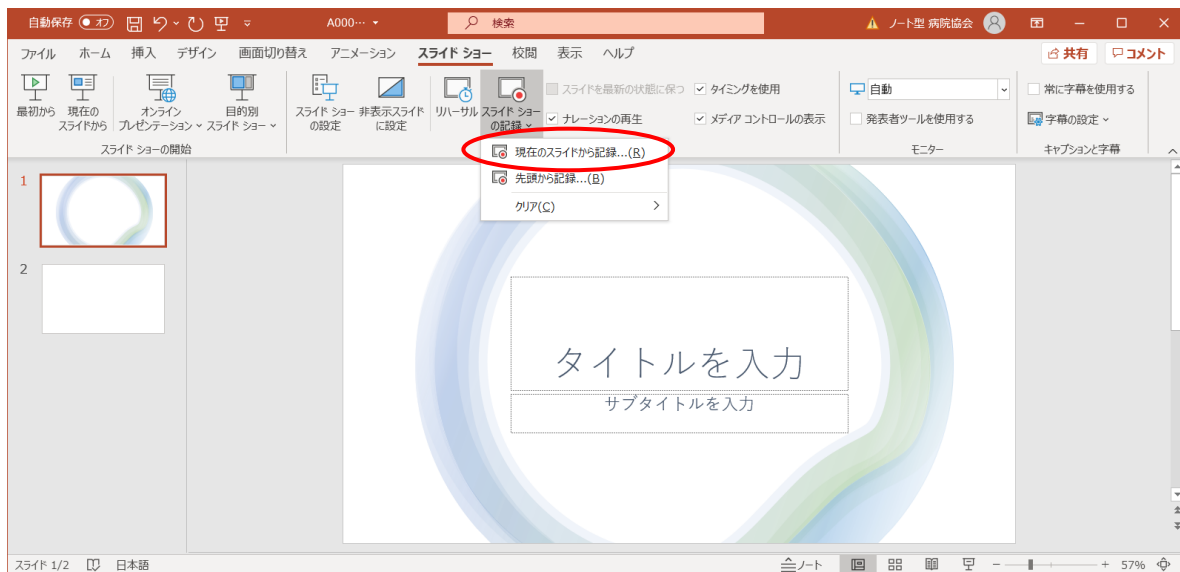 自動保存 オフ A000… 検索 ノート型 病院協会
ファイル ホーム 挿入 デザイン 画面切り替え アニメーション スライド ショー 校閲 表示 ヘルプ 共有 コメント
最初から 現在のスライドから オンライン プレゼンテーション 目的別 スライド ショー スライド ショーの設定 非表示スライドに設定 リハーサル スライド ショーの記録
スライドを最新の状態に保つ タイミングを使用 自動 常に字幕を使用する
ナレーションの再生 メディア コントロールの表示 発表者ツールを使用する 字幕の設定
スライド ショーの開始 モニター キャプションと字幕
現在のスライドから記録...(R)
先頭から記録...(B)
クリア(C)
1
2
タイトルを入力
サブタイトルを入力
スライド 1/2 日本語 ノート 57%